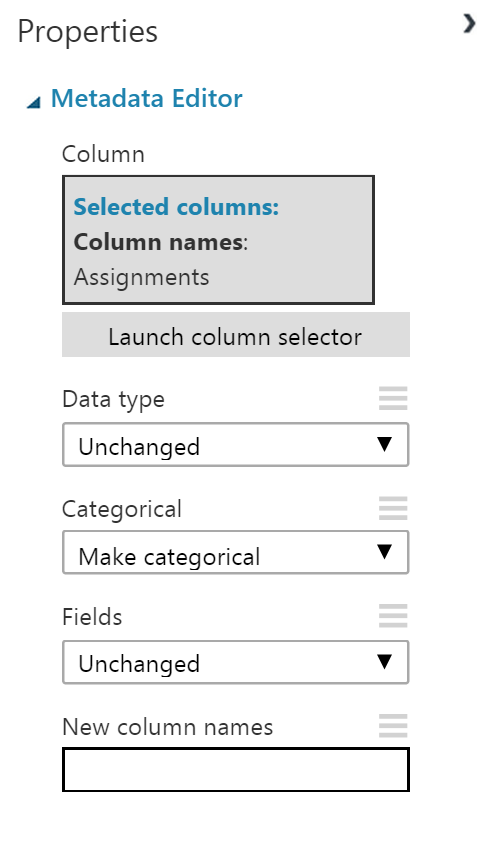 Properties
Metadata Editor
Column
Selected columns:
Column names:
Assignments
Launch column selector
Data type
Unchanged
Categorical
Make categorical
Fields
Unchanged
New column names